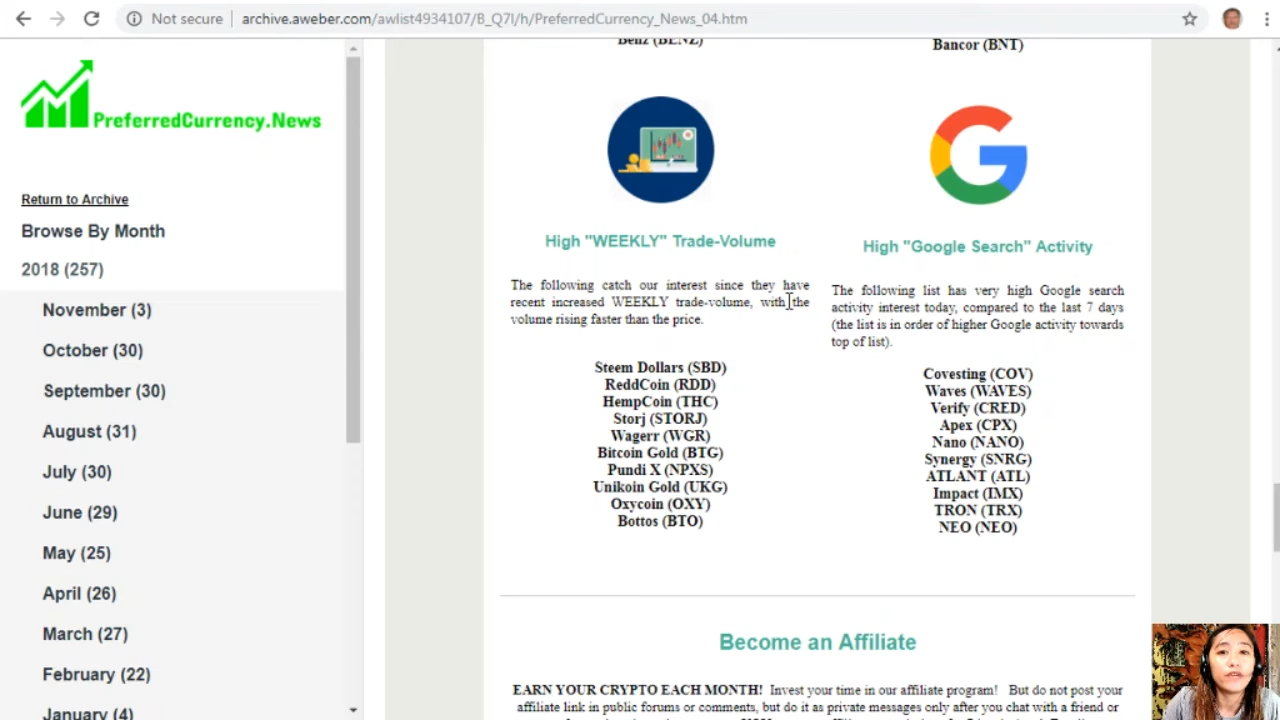 Not secure
archive.aweber.com/awlist4934107/B_Q7I/h/PreferredCurrency_News_04.htm
PreferredCurrency.News
Return to Archive
Browse By Month
2018 (257)
November (3)
October (30)
September (30)
August (31)
July (30)
June (29)
May (25)
April (26)
March (27)
February (22)
January (4)
Benz (BENZ)
High "WEEKLY" Trade-Volume
The following catch our interest since they have
recent increased WEEKLY trade-volume, with the
volume rising faster than the price.
Steem Dollars (SBD)
ReddCoin (RDD)
HempCoin (THC)
Storj (STORJ)
Wagerr (WGR)
Bitcoin Gold (BTG)
Pundi X (NPXS)
Unikoin Gold (UKG)
Oxycoin (OXY)
Bottos (BTO)
Bancor (BNT)
High "Google Search" Activity
The following list has very high Google search
activity interest today, compared to the last 7 days
(the list is in order of higher Google activity towards
top of list).
Covesting (COV)
Waves (WAVES)
Verify (CRED)
Apex (CPX)
Nano (NANO)
Synergy (SNRG)
ATLANT (ATL)
Impact (IMX)
TRON (TRX)
NEO (NEO)
Become an Affiliate
EARN YOUR CRYPTO EACH MONTH! Invest your time in our affiliate program! But do not post your
affiliate link in public forums or comments, but do it as private messages only after you chat with a friend or